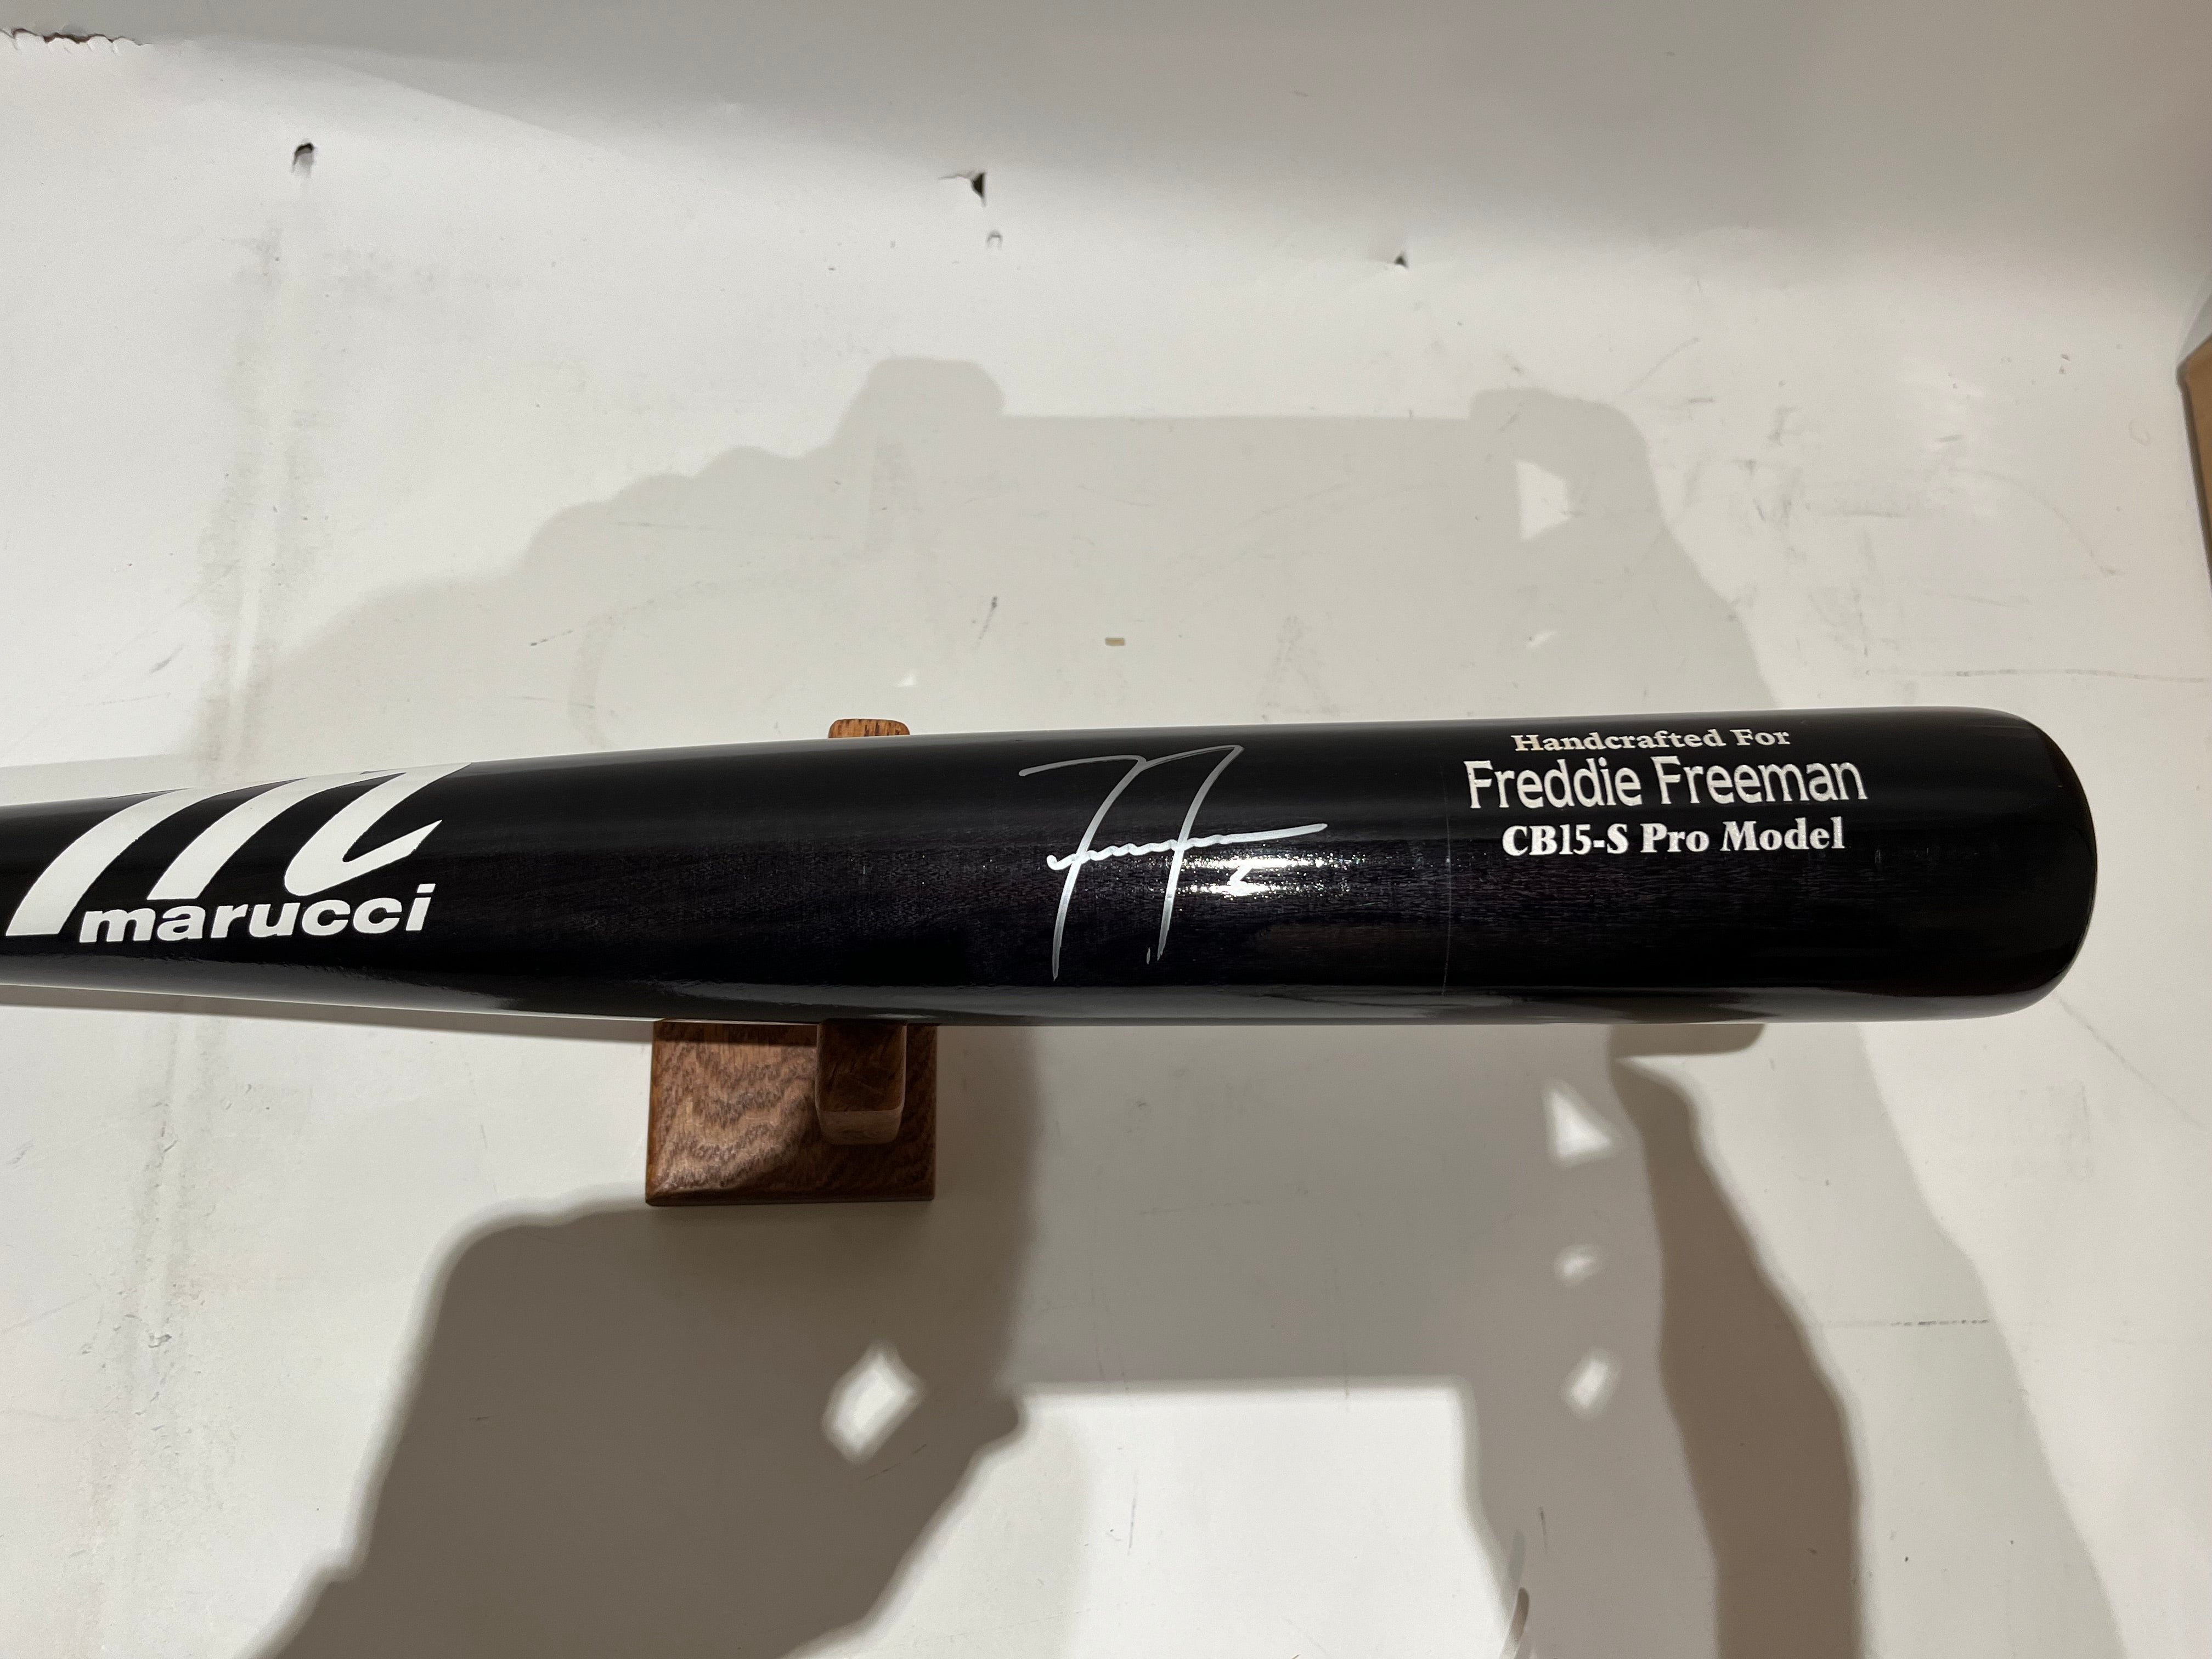 marucci
Handcrafted For
Freddie Freeman
CB15-S Pro Model